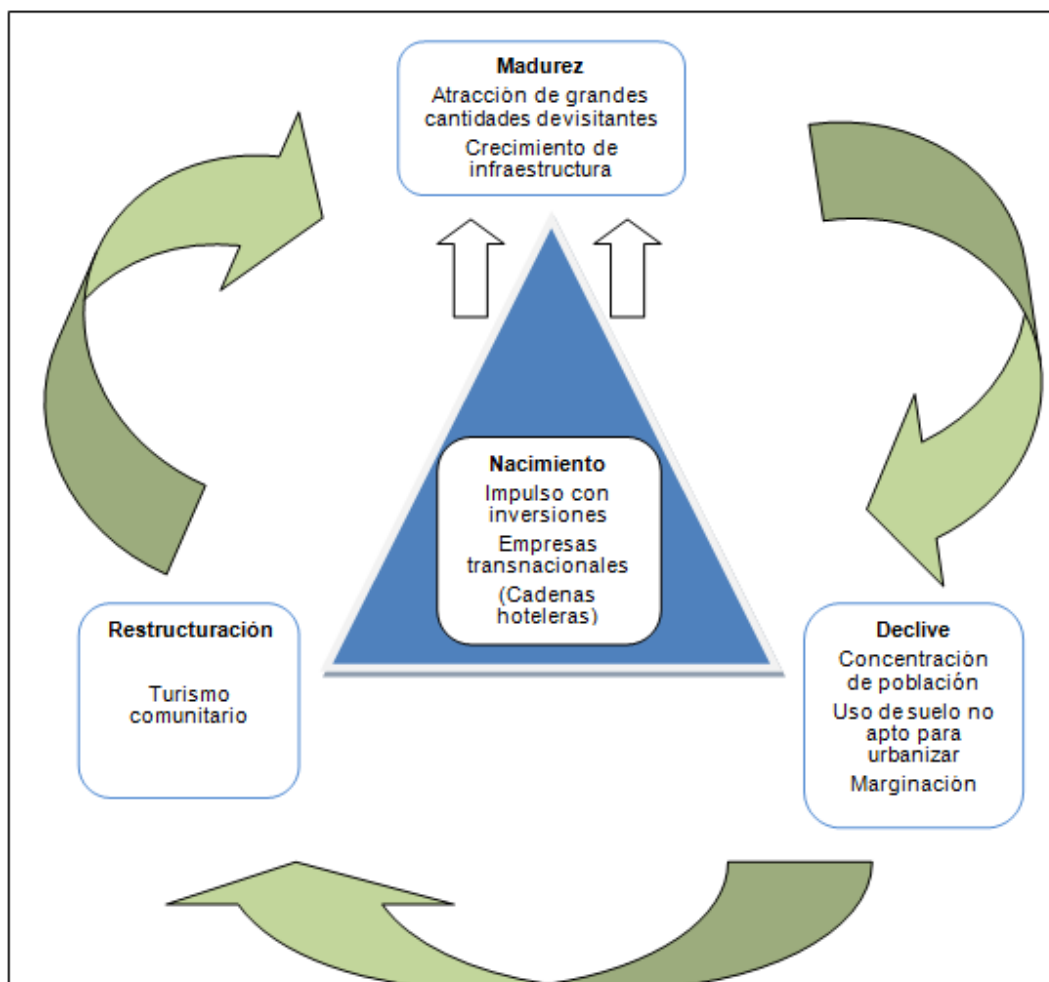 Madurez
Atracción de grandes
cantidades devisitantes
Crecimiento de
infraestructura
Nacimiento
Impulso con
inversiones
Empresas
transnacionales
(Cadenas
hoteleras)
Restructuración
Turismo
comunitario
Declive
Concentración
de población
Uso de suelo no
apto para
urbanizar
Marginación